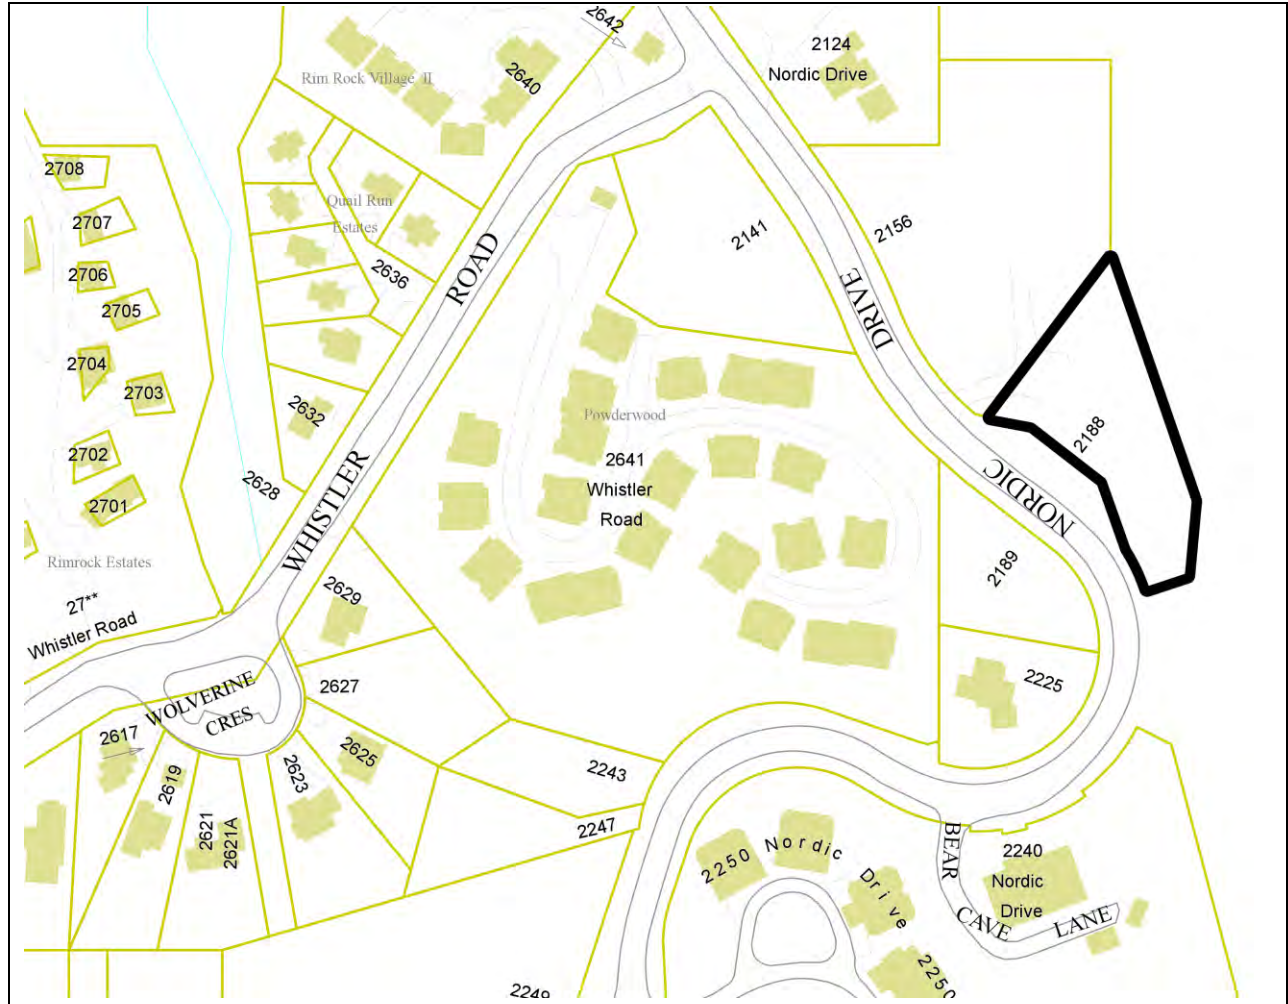 2642
2124
Nordic Drive
Rim Rock Village II
2640
2708
2707
2706
2705
2704
2703
2702
2701
Quail Run
Estates
2636
ROAD
2141
2156
DRIVE
2632
2628
WHISTLER
Powderwood
2641
Whistler
Road
2188
NORDIC
2189
2225
Rimrock Estates
27**
Whistler Road
2629
2627
WOLVERINE
CRES
2617
2619
2621
2621A
2623
2625
2243
2247
2250 Nordic Drive
BEAR
CAVE
LANE
2240
Nordic
Drive
2250
2249